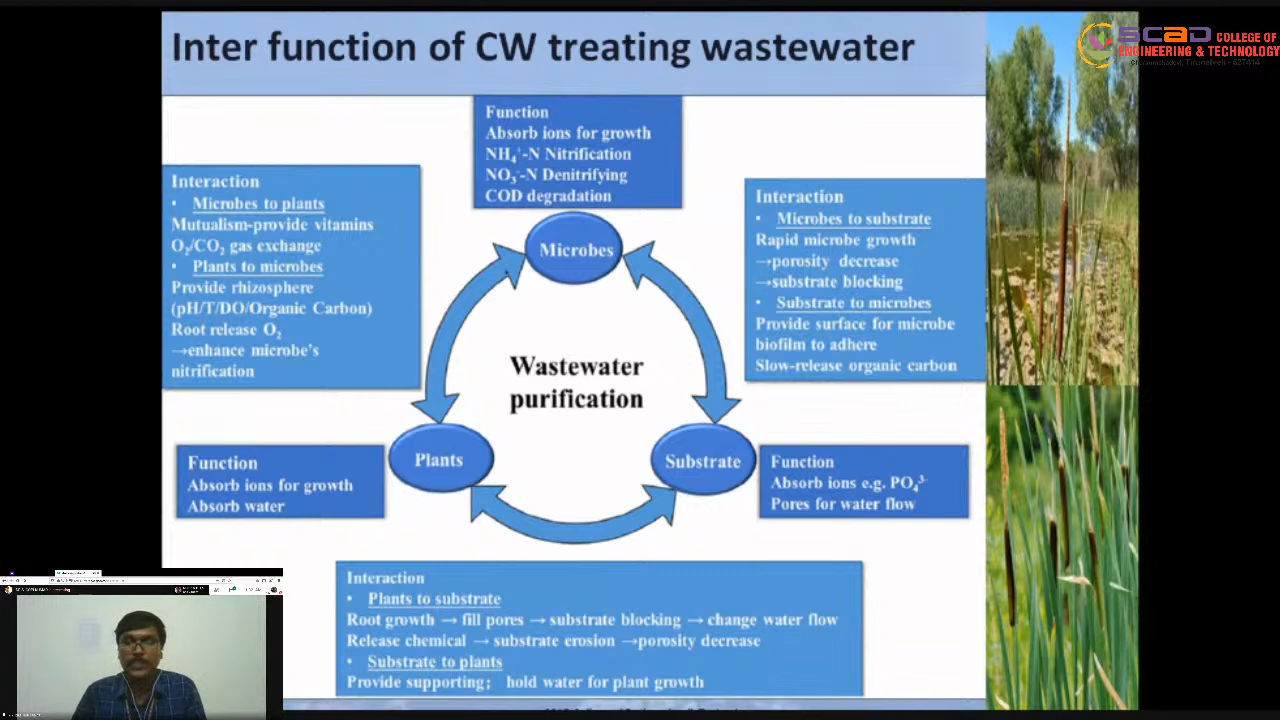 Inter function of CW treating wastewater
SCAD COLLEGE OF
ENGINEERING & TECHNOLOGY
Function
Absorb ions for growth
NH₄⁺-N Nitrification
NO₃⁻-N Denitrifying
COD degradation
Interaction
• Microbes to plants
Mutualism-provide vitamins
O₂/CO₂ gas exchange
• Plants to microbes
Provide rhizosphere
(pH/T/DO/Organic Carbon)
Root release O₂
→enhance microbe's
nitrification
Interaction
• Microbes to substrate
Rapid microbe growth
→porosity decrease
→substrate blocking
• Substrate to microbes
Provide surface for microbe
biofilm to adhere
Slow-release organic carbon
Microbes
Wastewater
purification
Plants
Substrate
Function
Absorb ions for growth
Absorb water
Function
Absorb ions e.g. PO₄³⁻
Pores for water flow
Interaction
• Plants to substrate
Root growth → fill pores → substrate blocking → change water flow
Release chemical → substrate erosion →porosity decrease
• Substrate to plants
Provide supporting; hold water for plant growth